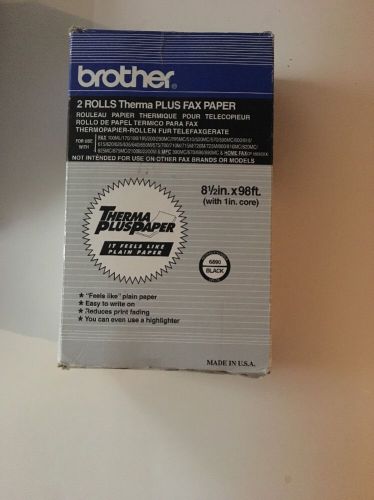 brother®
2 ROLLS Therma PLUS FAX PAPER
ROULEAU PAPIER THERMIQUE POUR TELECOPIEUR
ROLLO DE PAPEL TERMICO PARA FAX
THERMOPAPIER-ROLLEN FUR TELEFAXGERATE
FOR USE WITH
NOT INTENDED FOR USE ON OTHER FAX BRANDS OR MODELS
THERMA
PLUSPAPER
IT FEELS LIKE
PLAIN PAPER
8½in. x 98ft.
(with 1in. core)
6890
BLACK
★ "Feels like" plain paper
★ Easy to write on
★ Reduces print fading
★ You can even use a highlighter
MADE IN U.S.A.